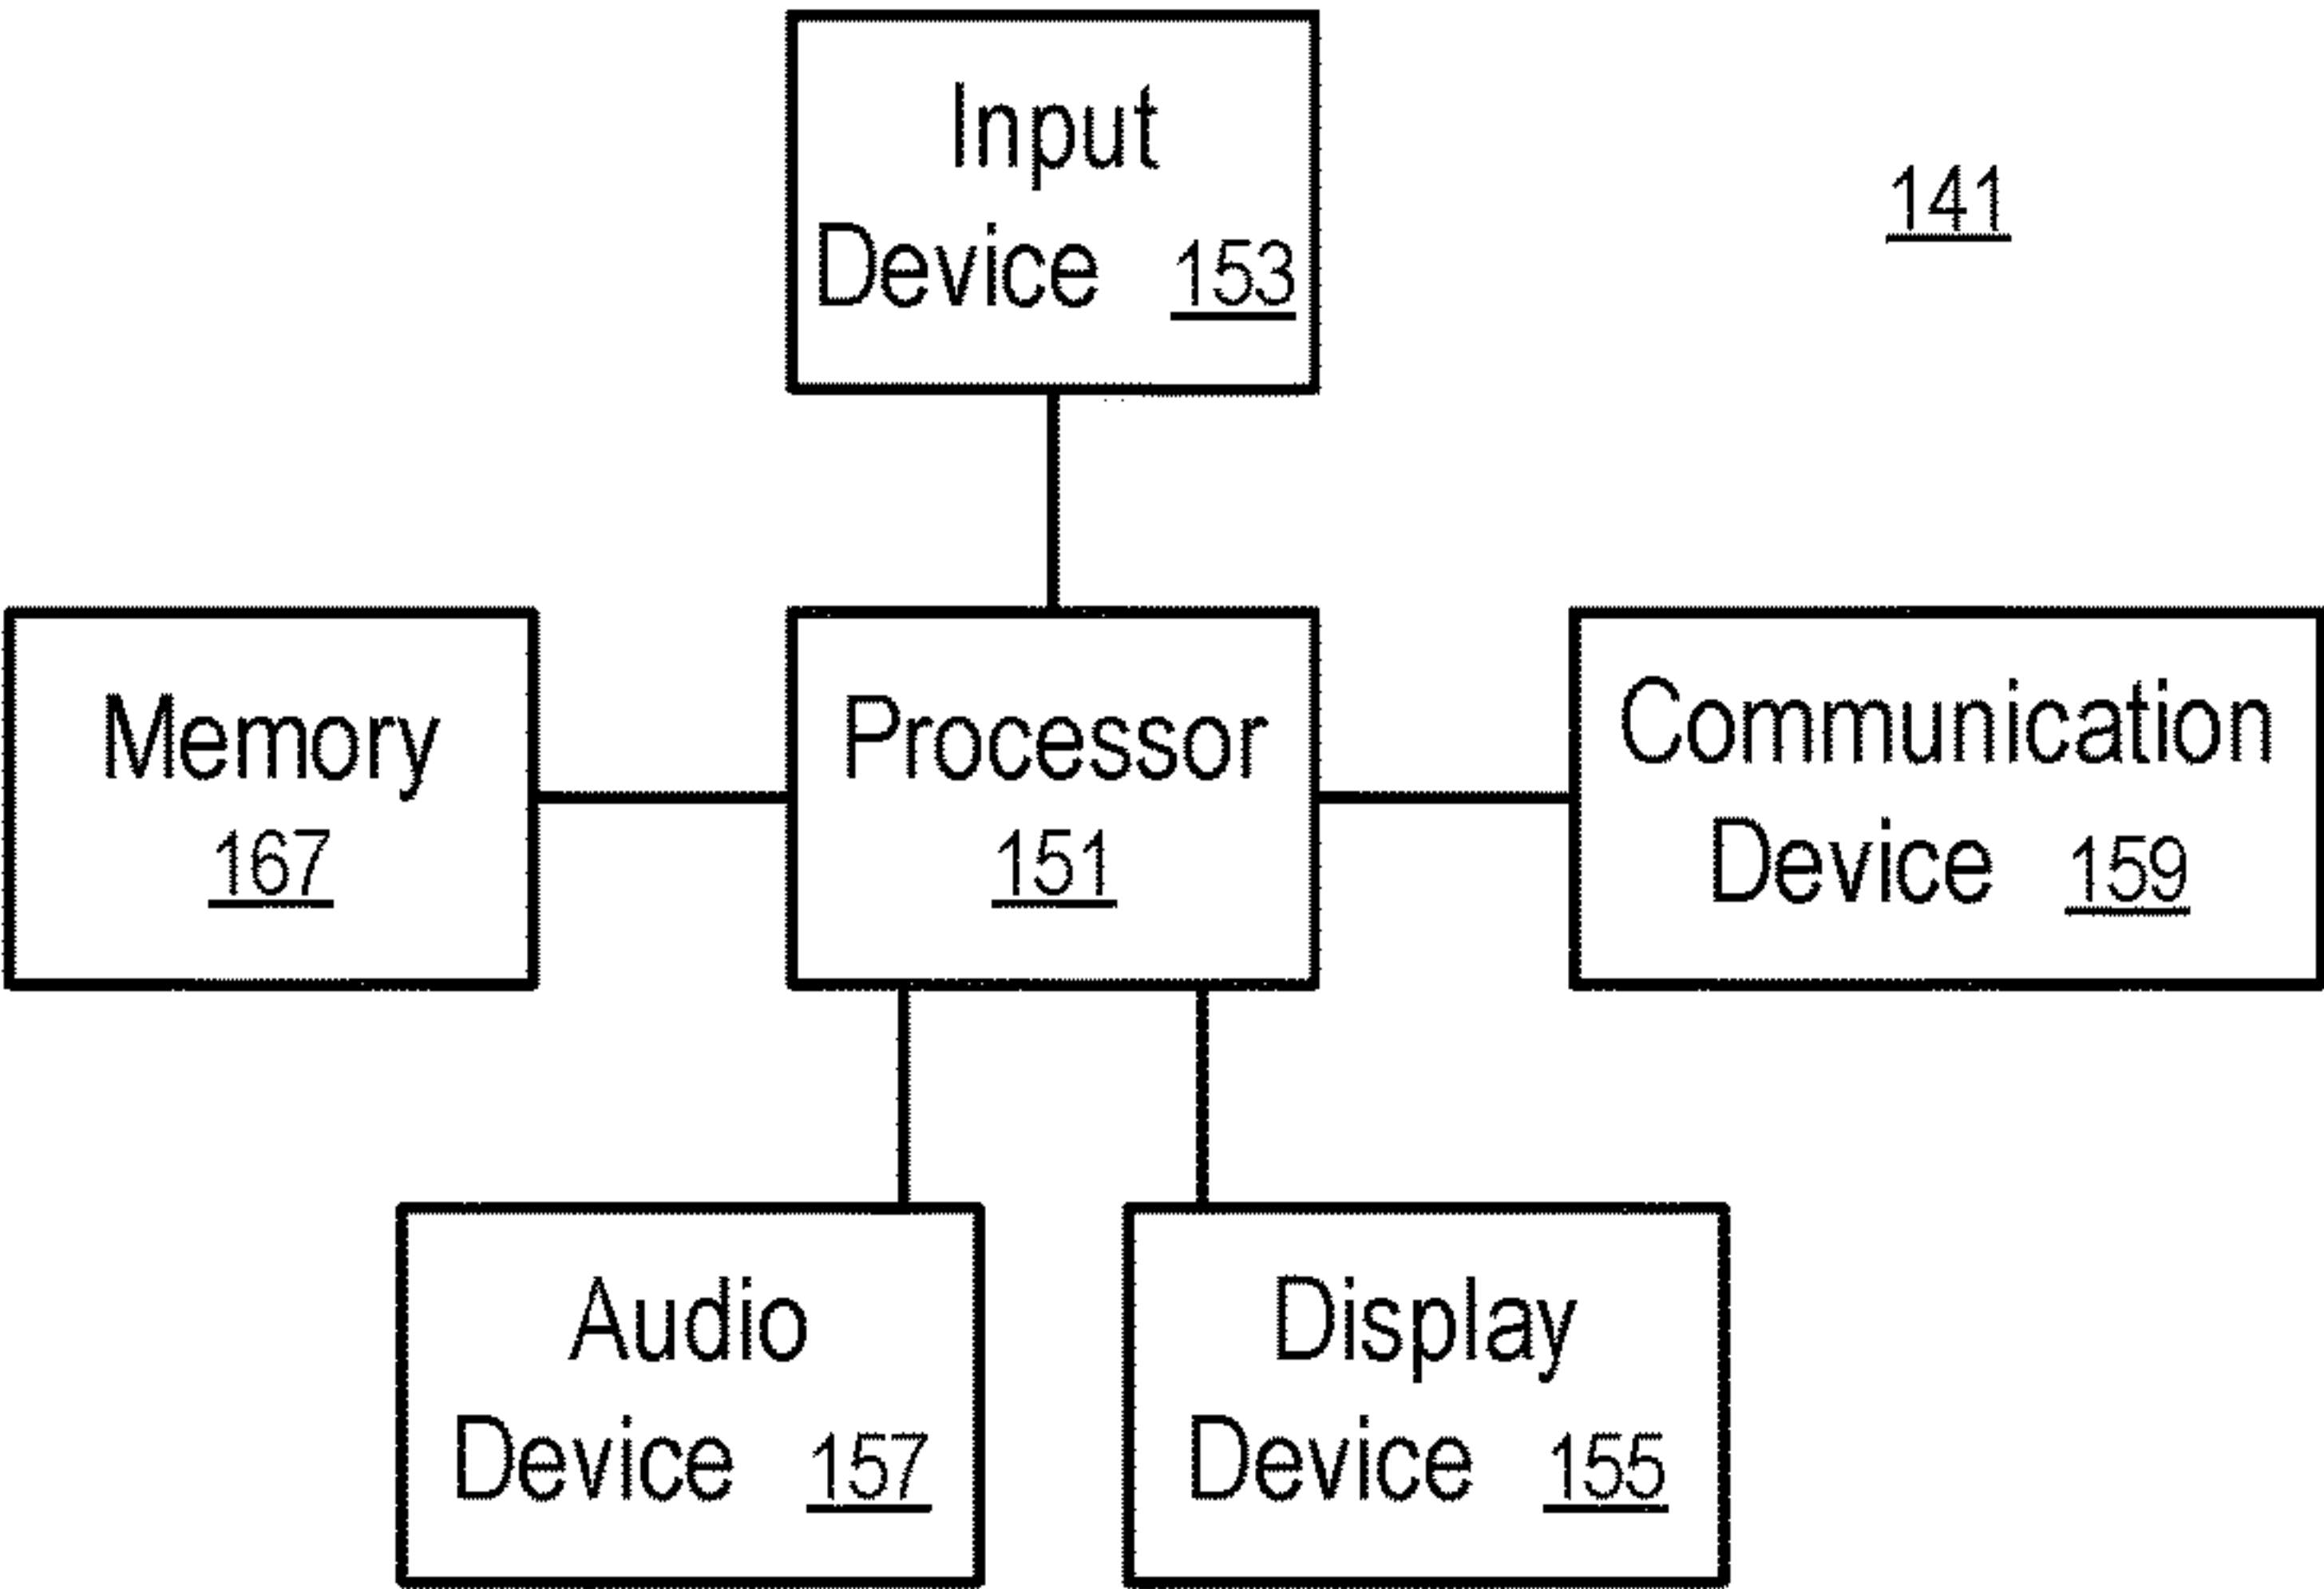 Input
Device 153
141
Memory
167
Processor
151
Communication
Device 159
Audio
Device 157
Display
Device 155